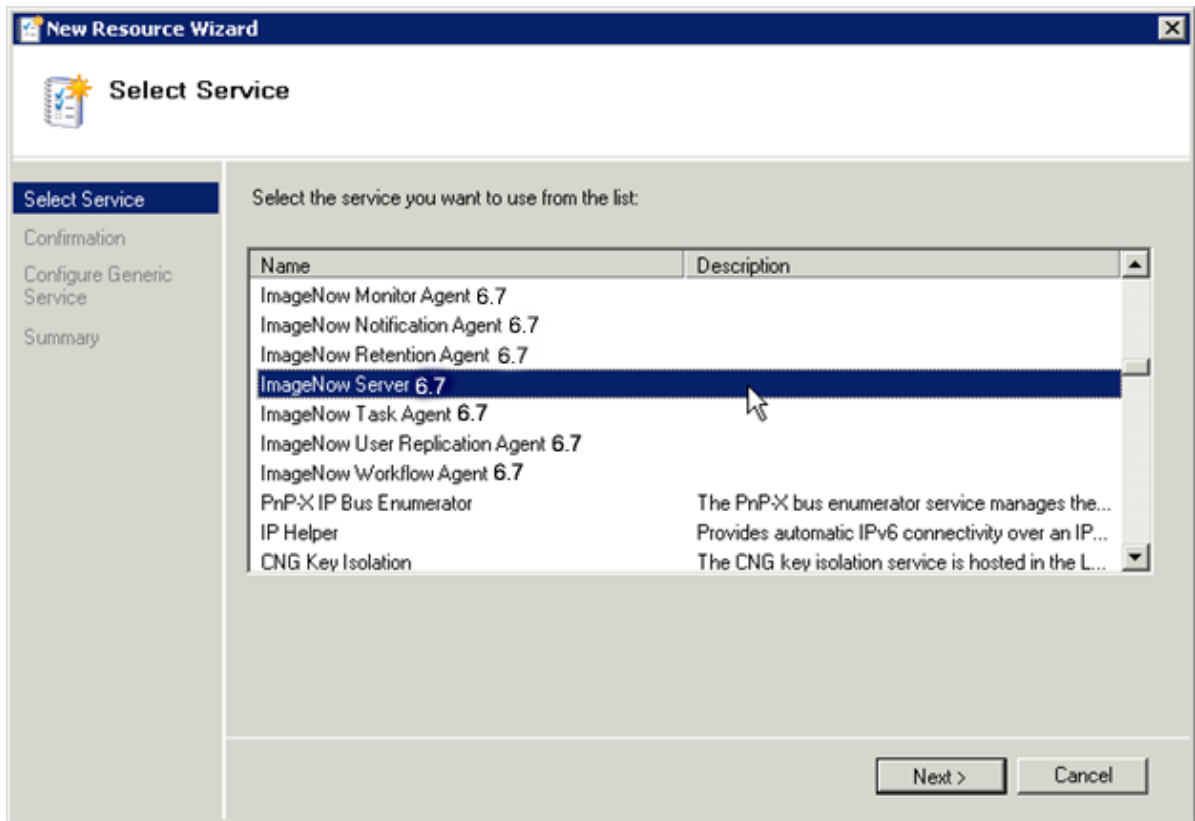 New Resource Wizard
Select Service
Select Service
Confirmation
Configure Generic
Service
Summary
Select the service you want to use from the list:
Name Description
ImageNow Monitor Agent 6.7
ImageNow Notification Agent 6.7
ImageNow Retention Agent 6.7
ImageNow Server 6.7
ImageNow Task Agent 6.7
ImageNow User Replication Agent 6.7
ImageNow Workflow Agent 6.7
PnP-X IP Bus Enumerator The PnP-X bus enumerator service manages the...
IP Helper Provides automatic IPv6 connectivity over an IP...
CNG Key Isolation The CNG key isolation service is hosted in the L...
Next > Cancel